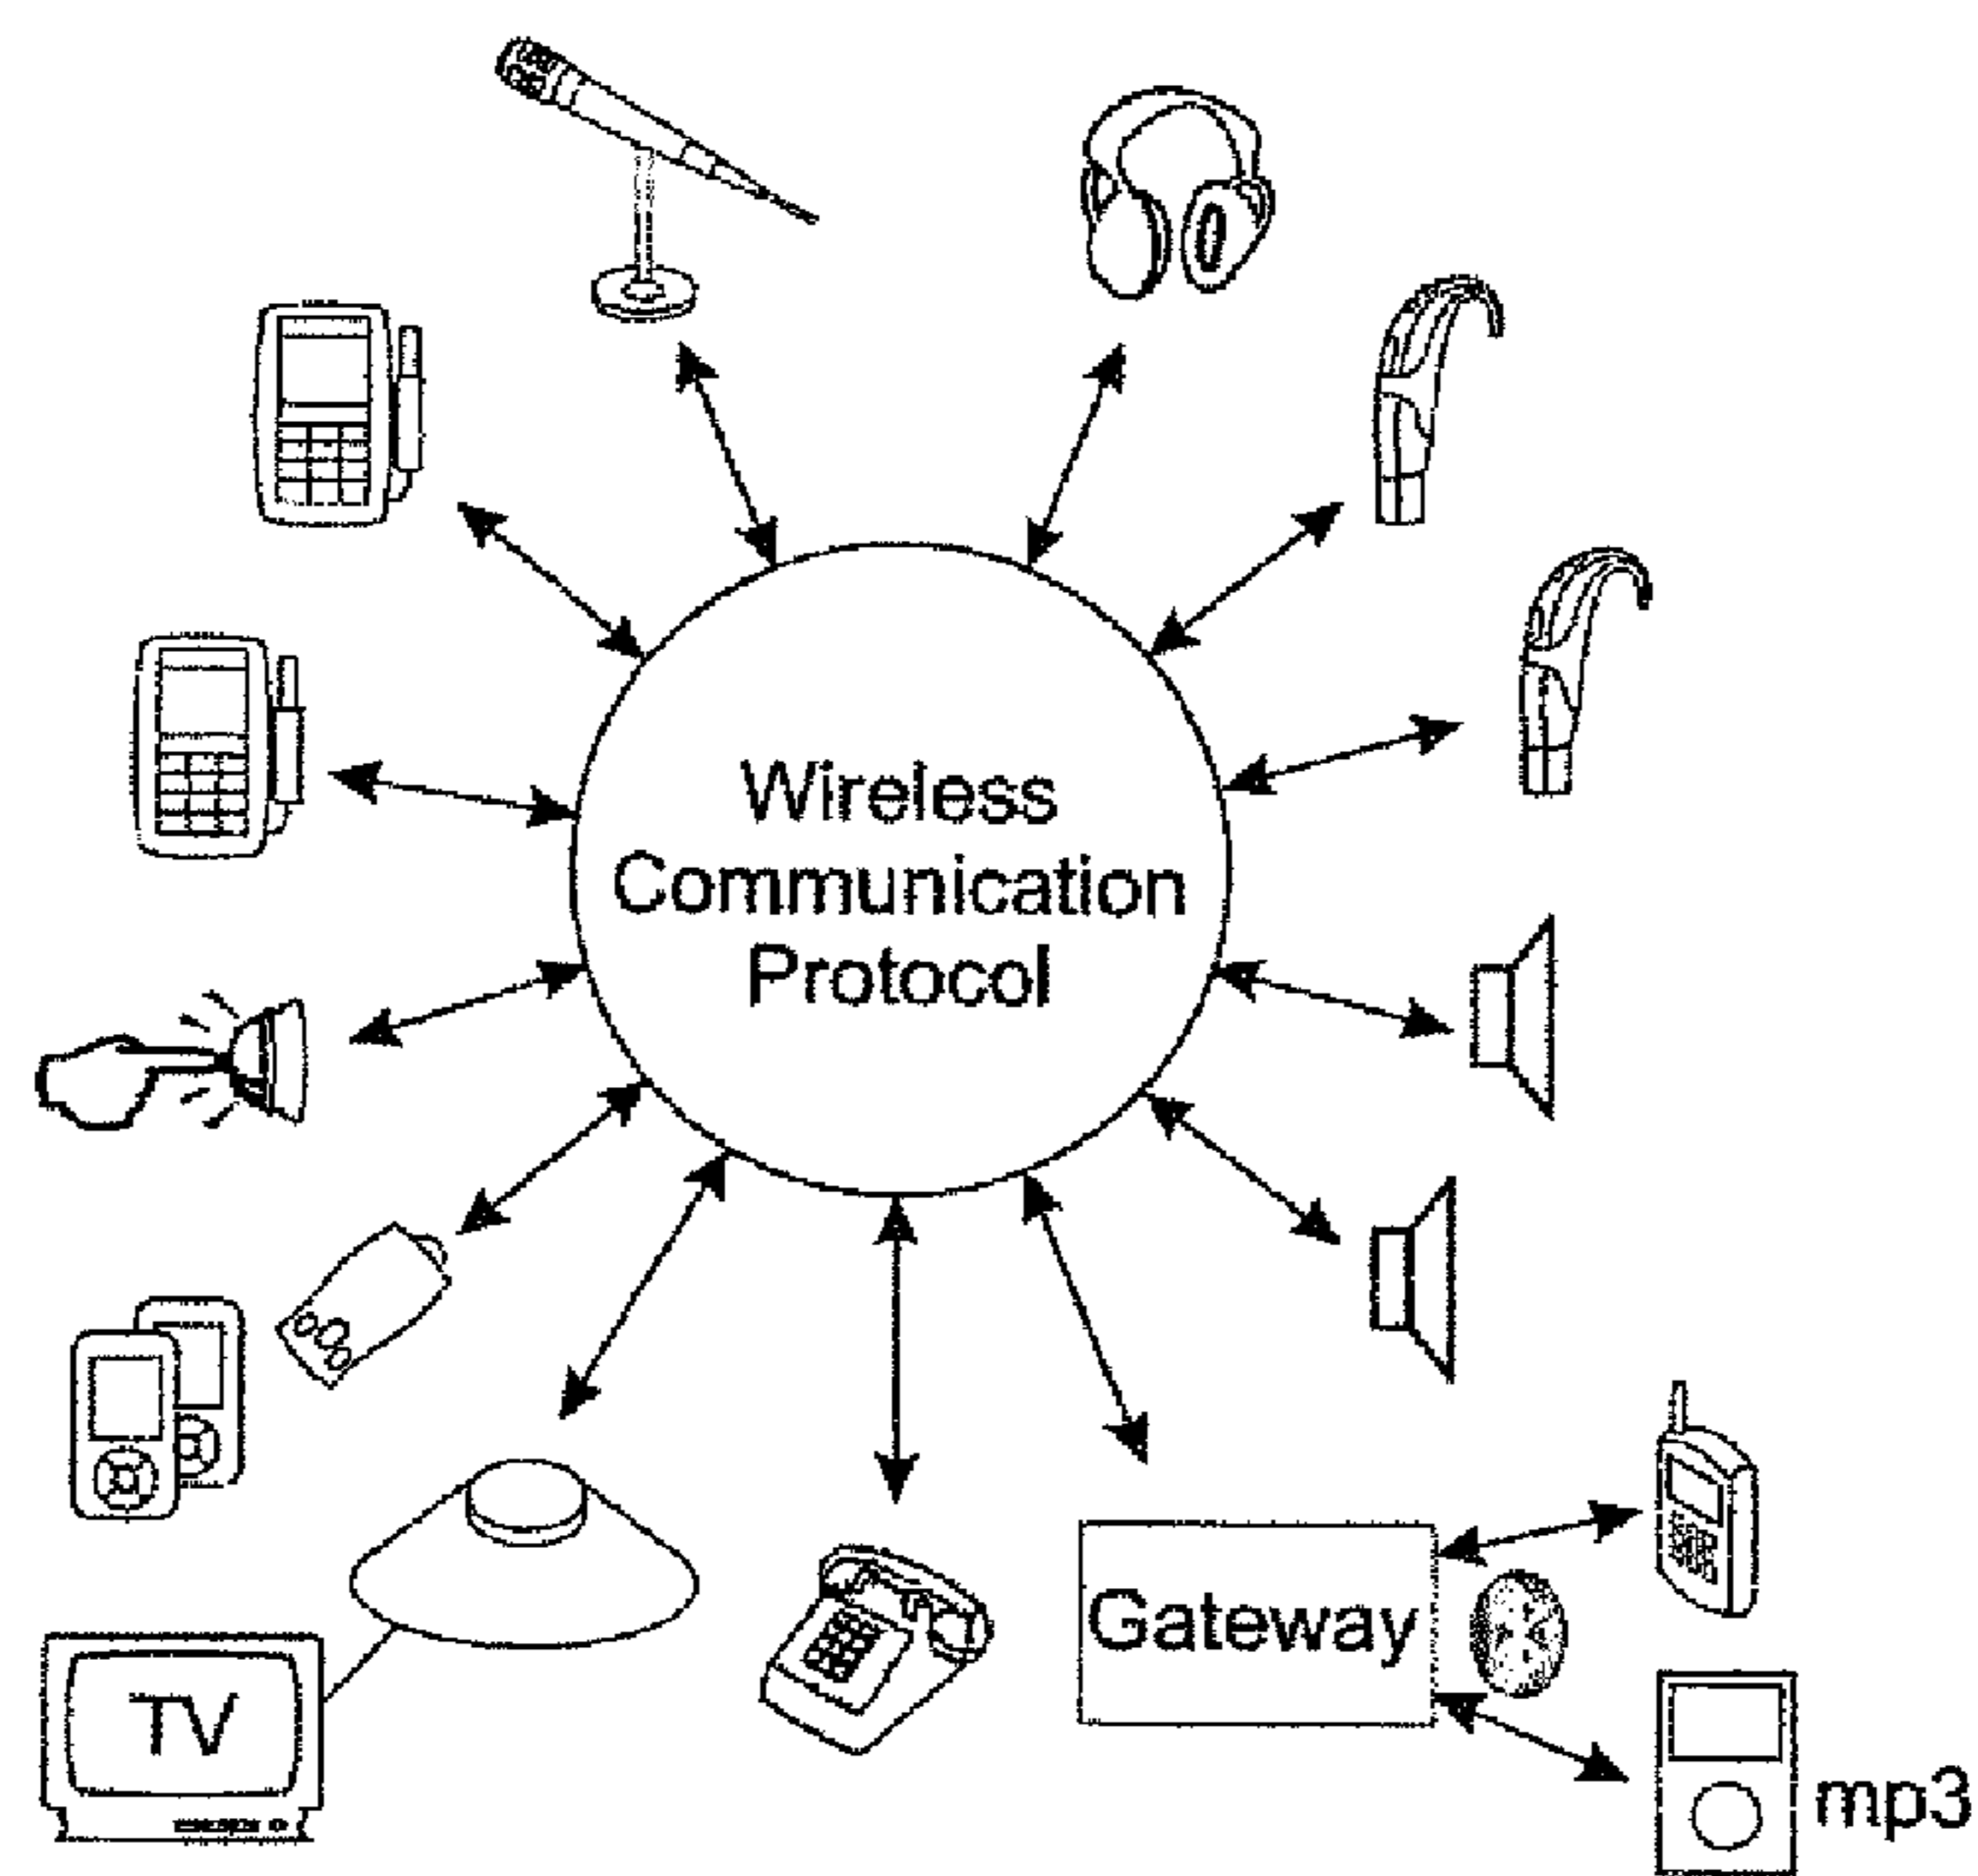 Wireless
Communication
Protocol
Gateway
TV
mp3